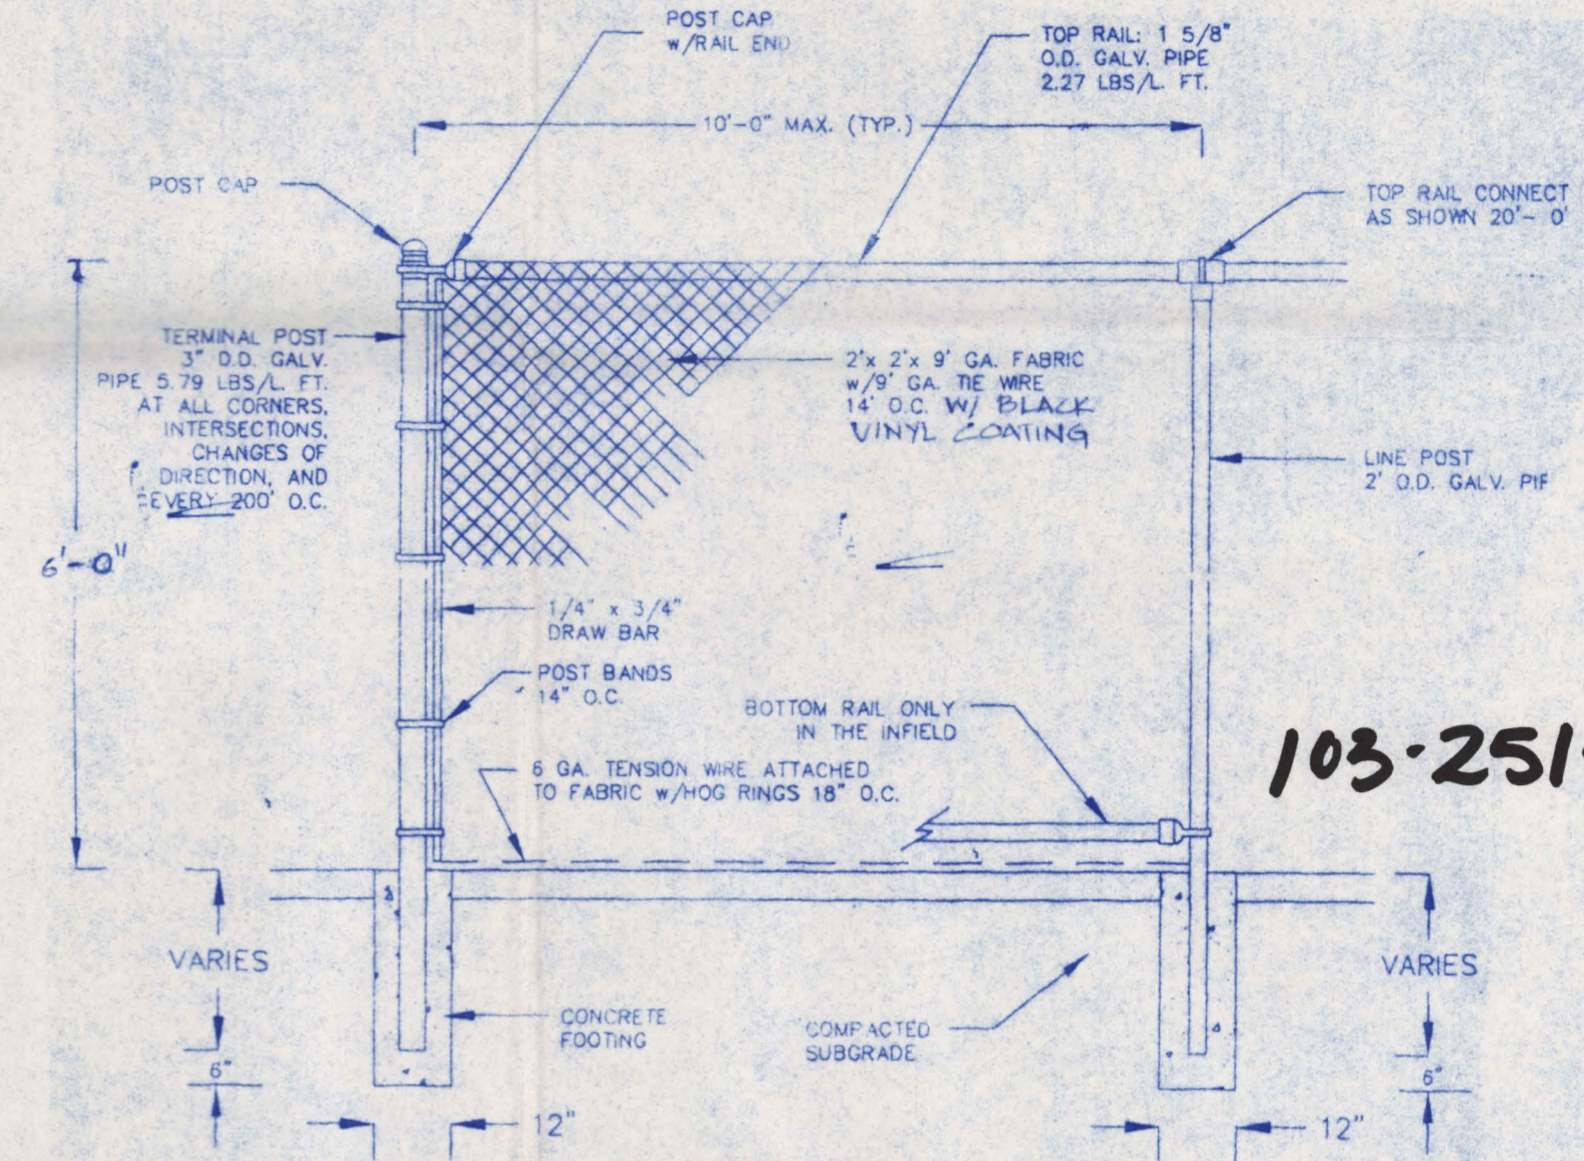 POST CAP
w/RAIL END
TOP RAIL: 1 5/8"
O.D. GALV. PIPE
2.27 LBS/L. FT.
10'-0" MAX. (TYP.)
POST CAP
TOP RAIL CONNECT
AS SHOWN 20'- 0'
TERMINAL POST
3" O.D. GALV.
PIPE 5.79 LBS/L. FT.
AT ALL CORNERS,
INTERSECTIONS,
CHANGES OF
DIRECTION, AND
EVERY 200' O.C.
2'x 2'x 9' GA. FABRIC
w/9' GA. TIE WIRE
14' O.C. W/ BLACK
VINYL COATING
LINE POST
2' O.D. GALV. PIF
6'-0"
1/4" x 3/4"
DRAW BAR
POST BANDS
14" O.C.
BOTTOM RAIL ONLY
IN THE INFIELD
103-251
6 GA. TENSION WIRE ATTACHED
TO FABRIC w/HOG RINGS 18" O.C.
VARIES
VARIES
CONCRETE
FOOTING
COMPACTED
SUBGRADE
6"
6"
12"
12"